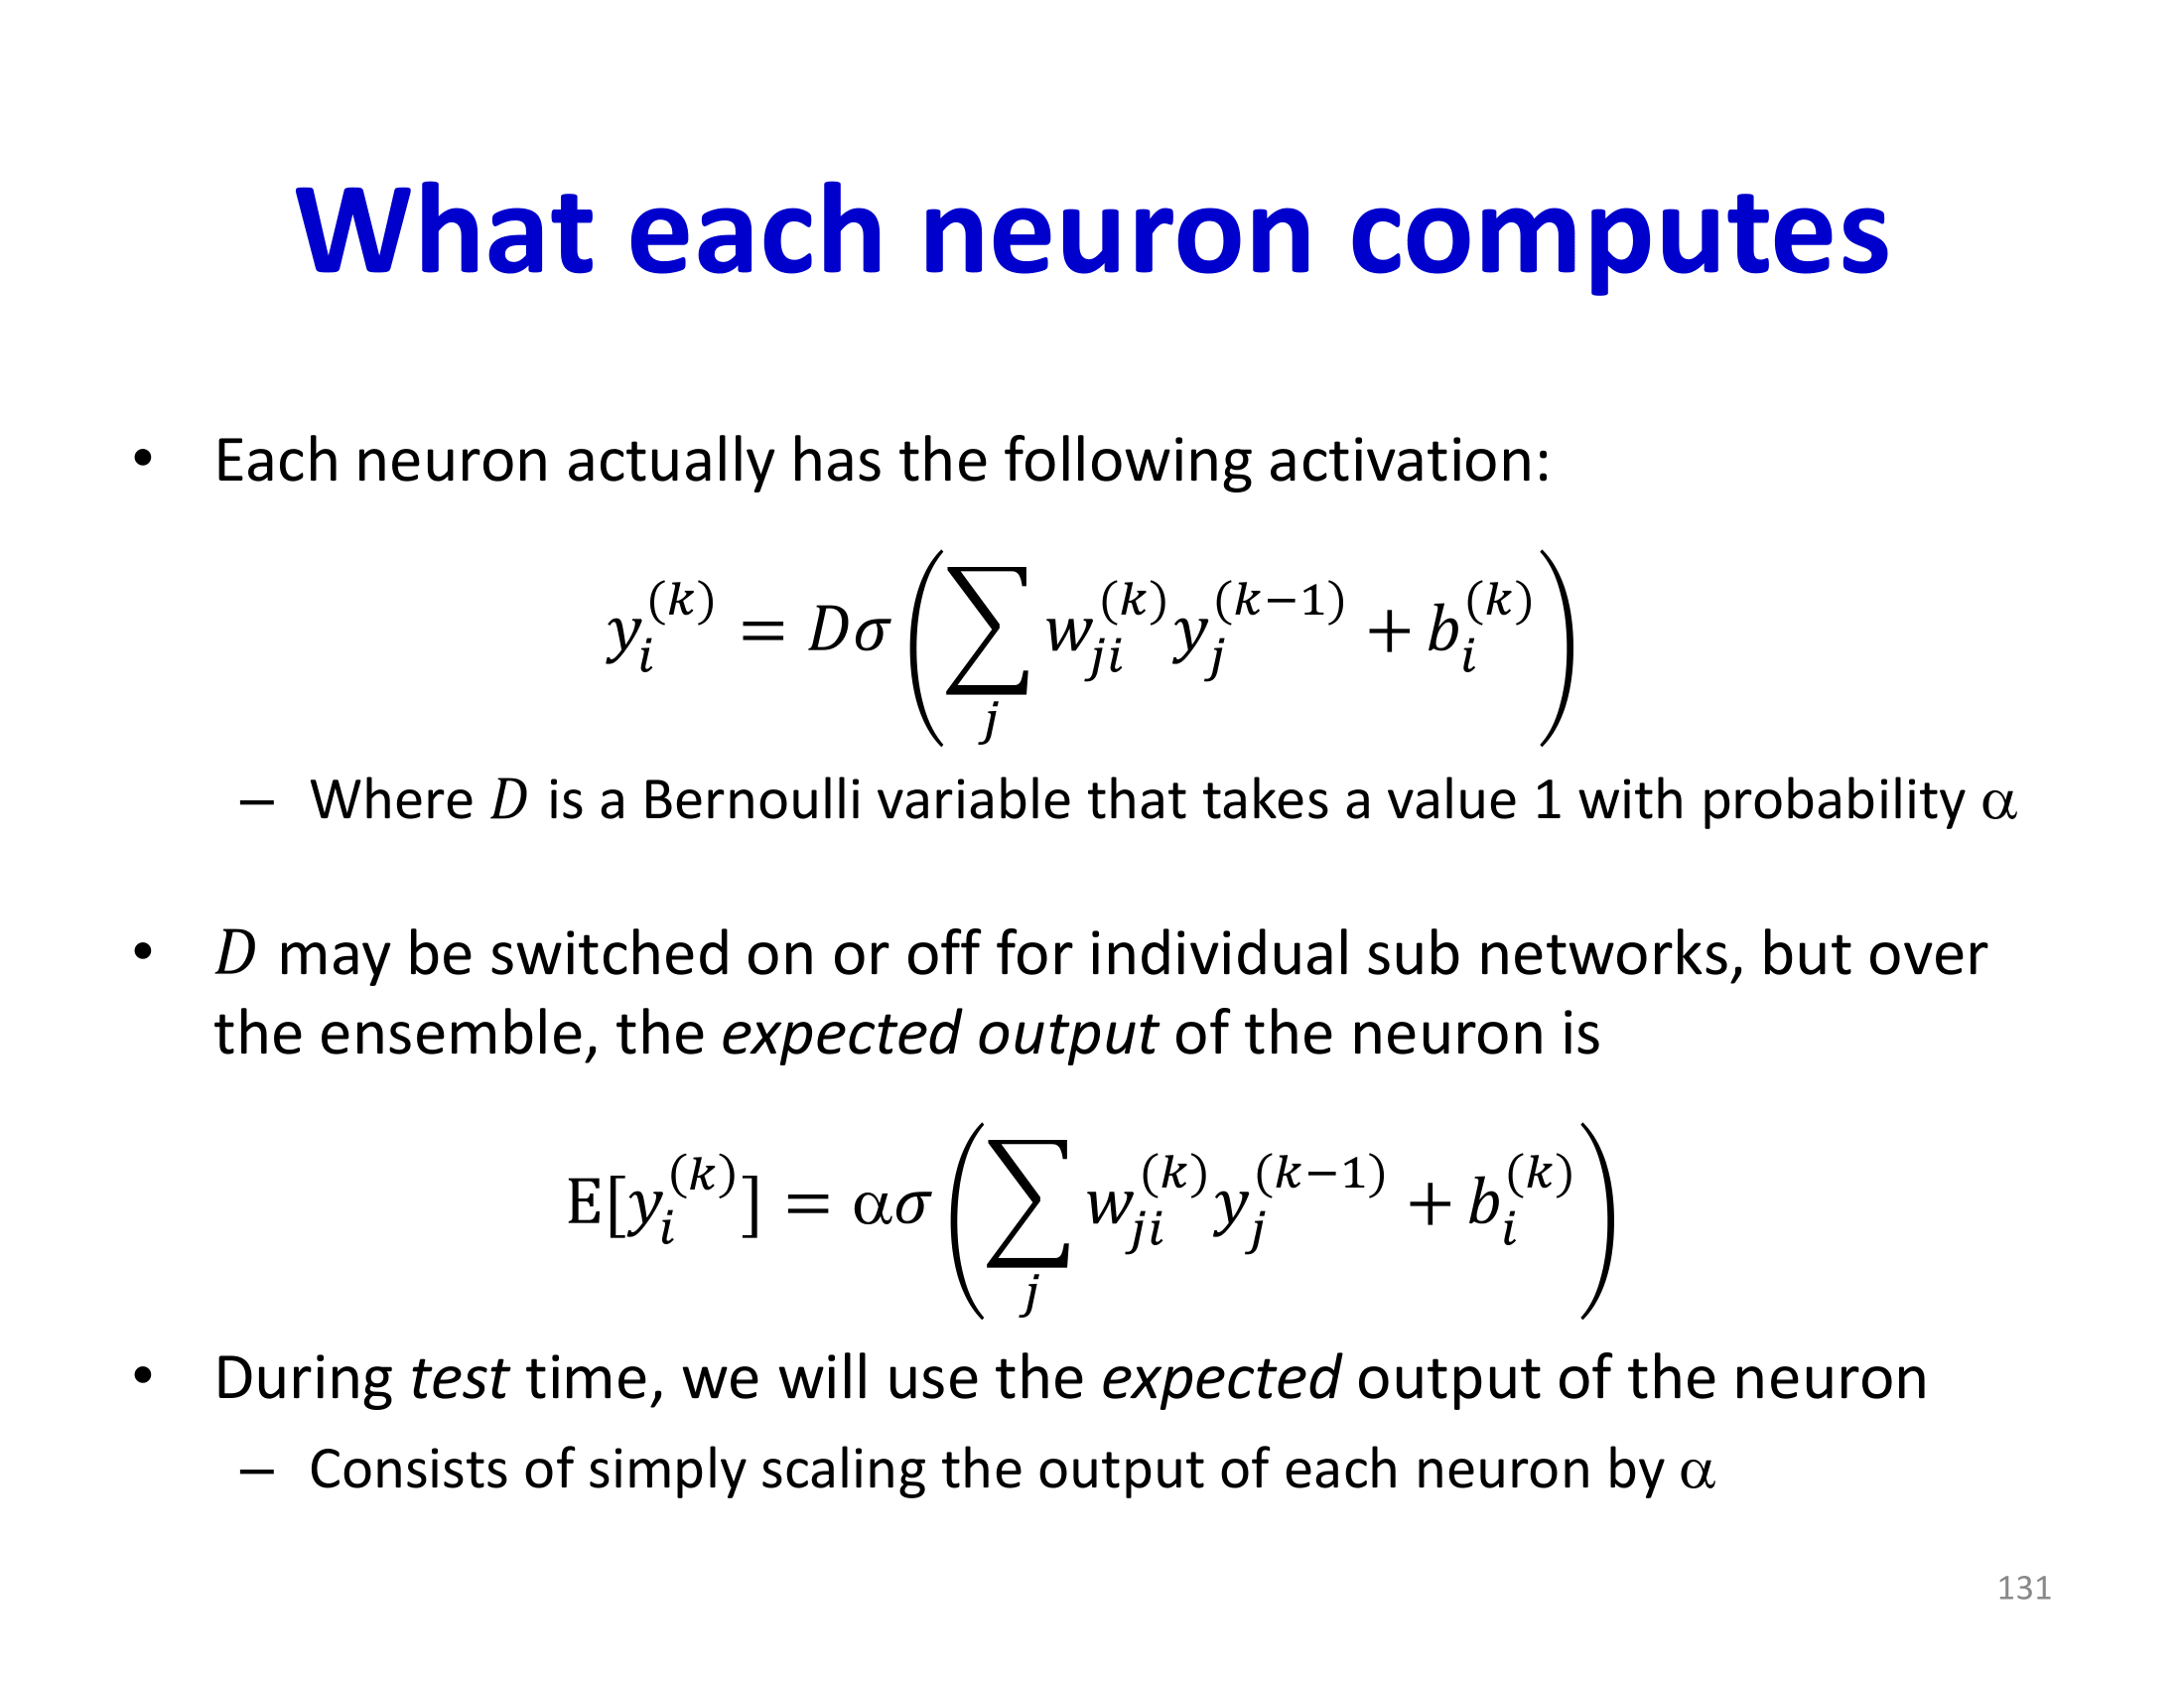 What each neuron computes
• Each neuron actually has the following activation:
$y_i^{(k)} = D\sigma\left(\sum_j w_{ji}^{(k)} y_j^{(k-1)} + b_i^{(k)}\right)$
– Where $D$ is a Bernoulli variable that takes a value 1 with probability α
• $D$ may be switched on or off for individual sub networks, but over
the ensemble, the expected output of the neuron is
$\mathrm{E}[y_i^{(k)}] = \alpha\sigma\left(\sum_j w_{ji}^{(k)} y_j^{(k-1)} + b_i^{(k)}\right)$
• During test time, we will use the expected output of the neuron
– Consists of simply scaling the output of each neuron by α
131